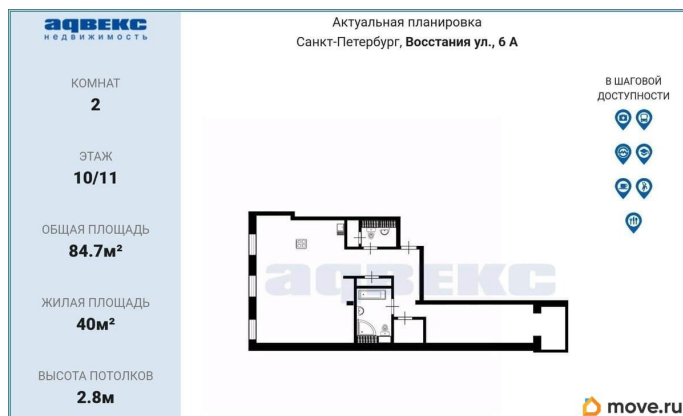 адвекс
недвижимость
КОМНАТ
2
ЭТАЖ
10/11
ОБЩАЯ ПЛОЩАДЬ
84.7м²
ЖИЛАЯ ПЛОЩАДЬ
40м²
ВЫСОТА ПОТОЛКОВ
2.8м
Актуальная планировка
Санкт-Петербург, Восстания ул., 6 А
В ШАГОВОЙ
ДОСТУПНОСТИ
адвекс
move.ru